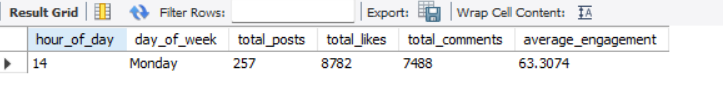 Result Grid Filter Rows: Export: Wrap Cell Content: IA
hour_of_day day_of_week total_posts total_likes total_comments average_engagement
14 Monday 257 8782 7488 63.3074